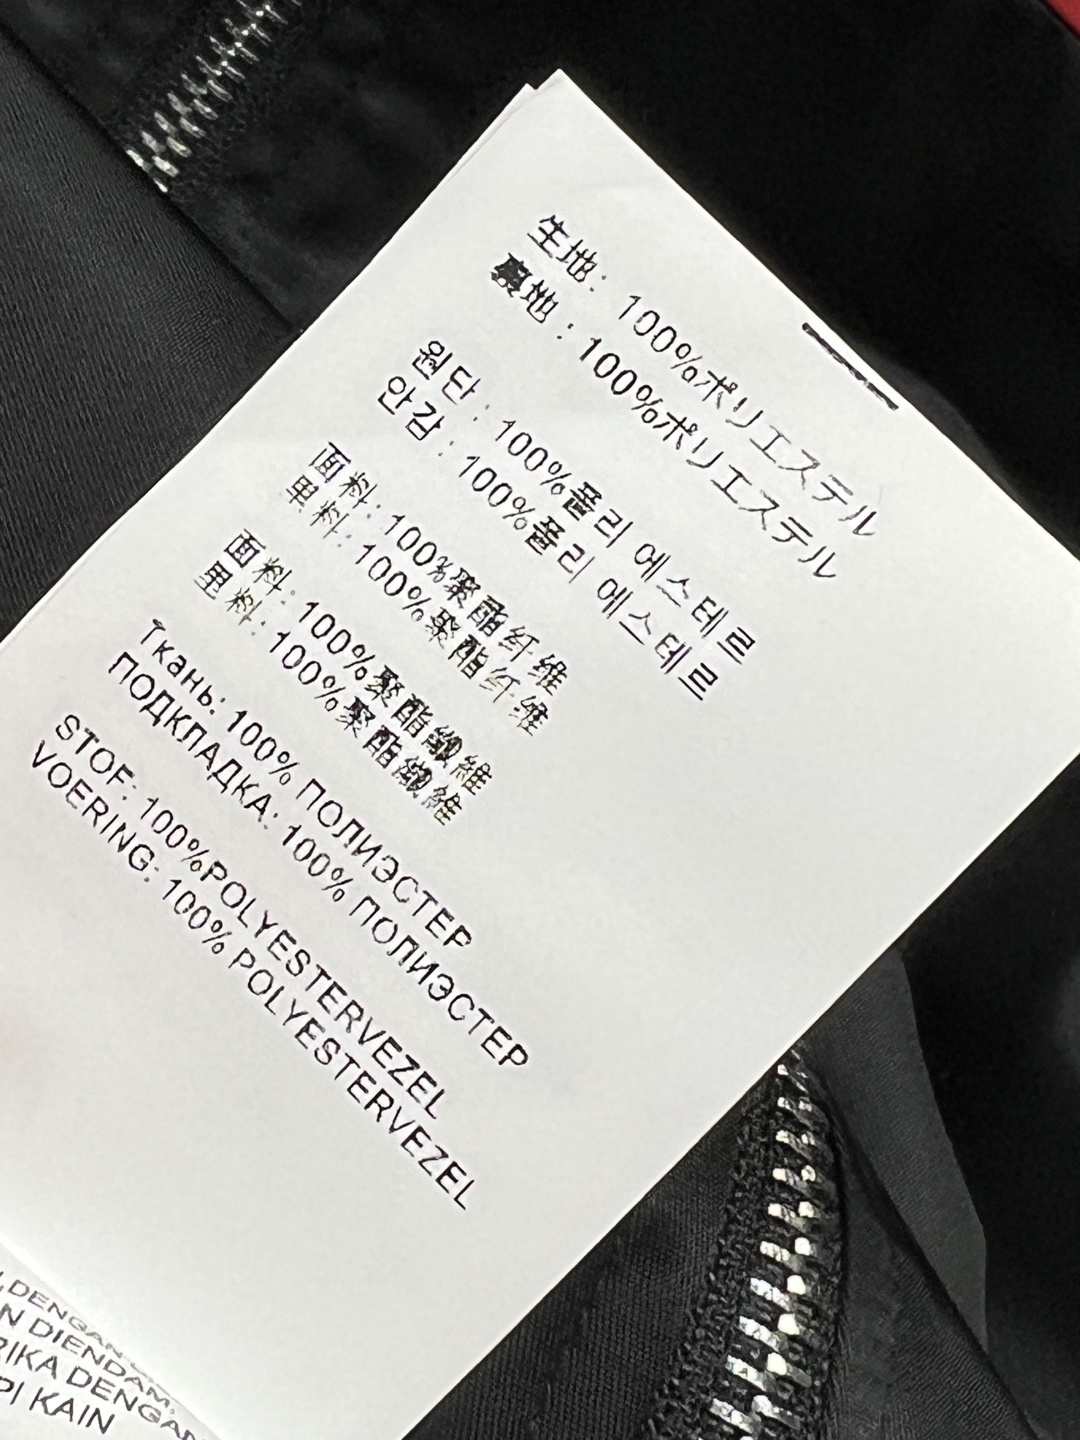 生地: 100%ポリエステル
裏地: 100%ポリエステル
원단: 100%폴리 에스테르
안감: 100%폴리 에스테르
面料: 100%聚酯纤维
里料: 100%聚酯纤维
面料: 100%聚酯纖維
里料: 100%聚酯纖維
Ткань: 100% ПОЛИЭСТЕР
ПОДКЛАДКА: 100% ПОЛИЭСТЕР
STOF: 100%POLYESTERVEZEL
VOERING: 100% POLYESTERVEZEL
DENGAN
DIENDAM
DENGAN
KAIN